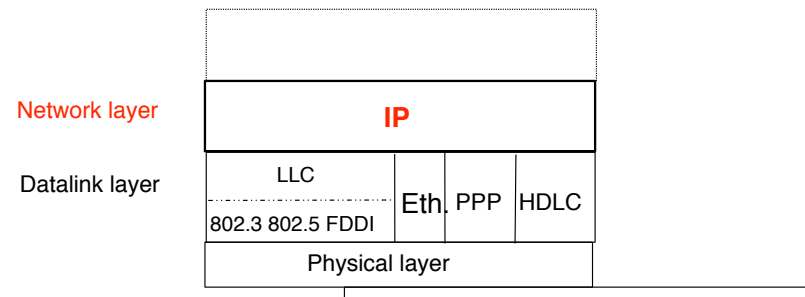 Network layer
IP
Datalink layer
LLC
802.3 802.5 FDDI
Eth.
PPP
HDLC
Physical layer